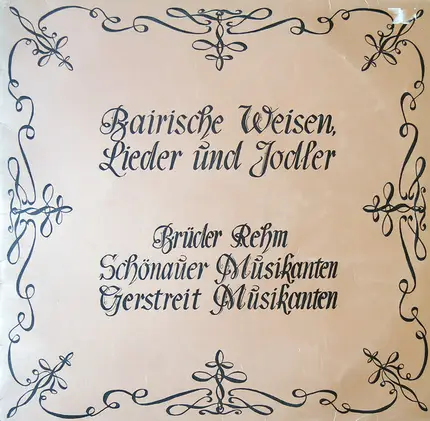 Bairische Weisen,
Lieder und Jodler
Brüder Rehm
Schönauer Musikanten
Gerstreit Musikanten